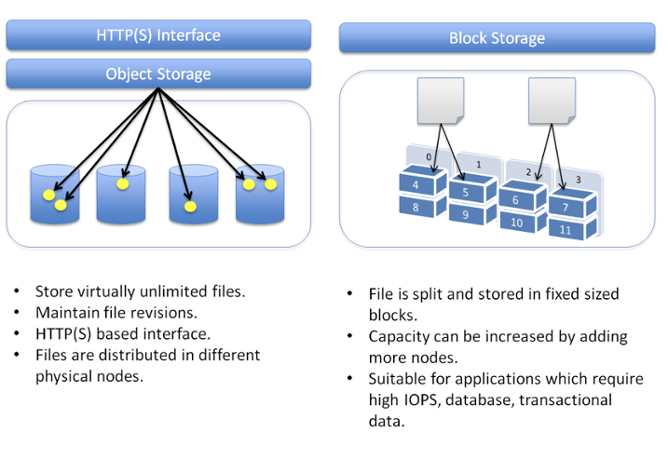 HTTP(S) Interface
Object Storage
• Store virtually unlimited files.
• Maintain file revisions.
• HTTP(S) based interface.
• Files are distributed in different
physical nodes.
Block Storage
0 1 2 3
4 5 6 7
8 9 10 11
• File is split and stored in fixed sized
blocks.
• Capacity can be increased by adding
more nodes.
• Suitable for applications which require
high IOPS, database, transactional
data.